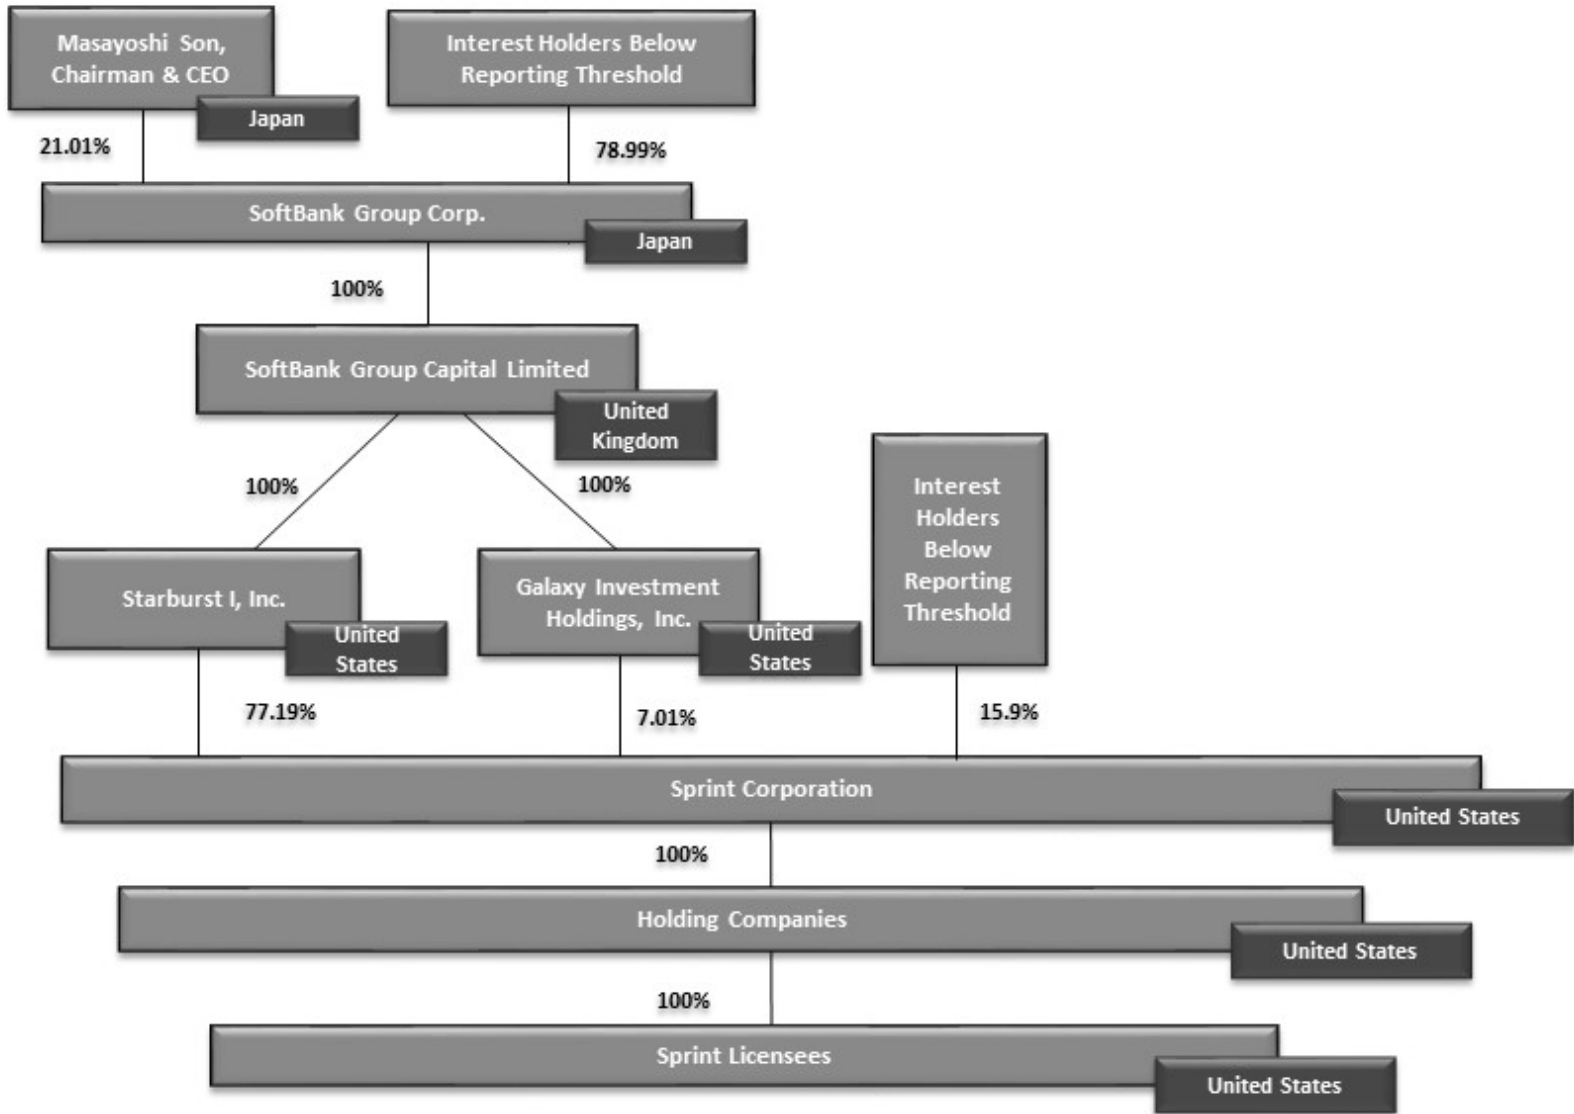 Masayoshi Son,
Chairman & CEO
Japan
Interest Holders Below
Reporting Threshold
21.01%
78.99%
SoftBank Group Corp.
Japan
100%
SoftBank Group Capital Limited
United
Kingdom
100%
100%
Interest
Holders
Below
Reporting
Threshold
Starburst I, Inc.
United
States
Galaxy Investment
Holdings, Inc.
United
States
77.19%
7.01%
15.9%
Sprint Corporation
United States
100%
Holding Companies
United States
100%
Sprint Licensees
United States